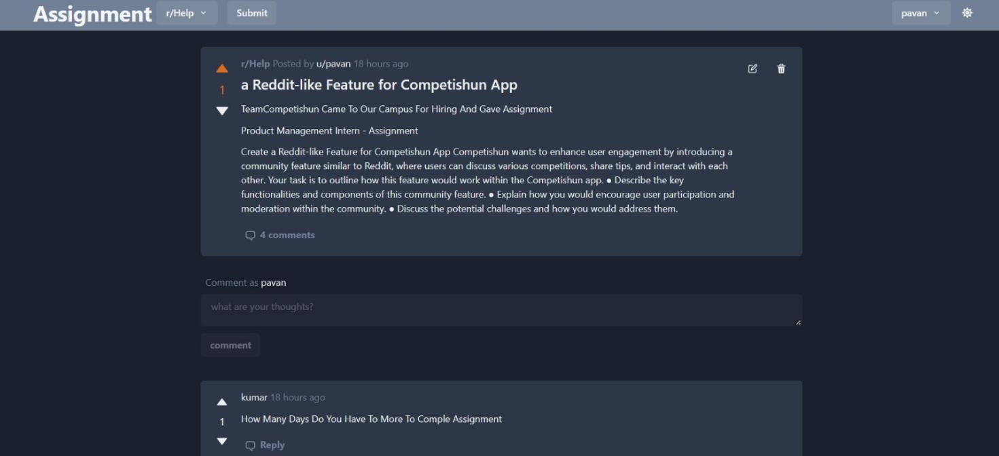 Assignment r/Help Submit pavan
r/Help Posted by u/pavan 18 hours ago
a Reddit-like Feature for Competishun App
1
TeamCompetishun Came To Our Campus For Hiring And Gave Assignment
Product Management Intern - Assignment
Create a Reddit-like Feature for Competishun App Competishun wants to enhance user engagement by introducing a
community feature similar to Reddit, where users can discuss various competitions, share tips, and interact with each
other. Your task is to outline how this feature would work within the Competishun app. ● Describe the key
functionalities and components of this community feature. ● Explain how you would encourage user participation and
moderation within the community. ● Discuss the potential challenges and how you would address them.
4 comments
Comment as pavan
what are your thoughts?
comment
kumar 18 hours ago
1
How Many Days Do You Have To More To Comple Assignment
Reply